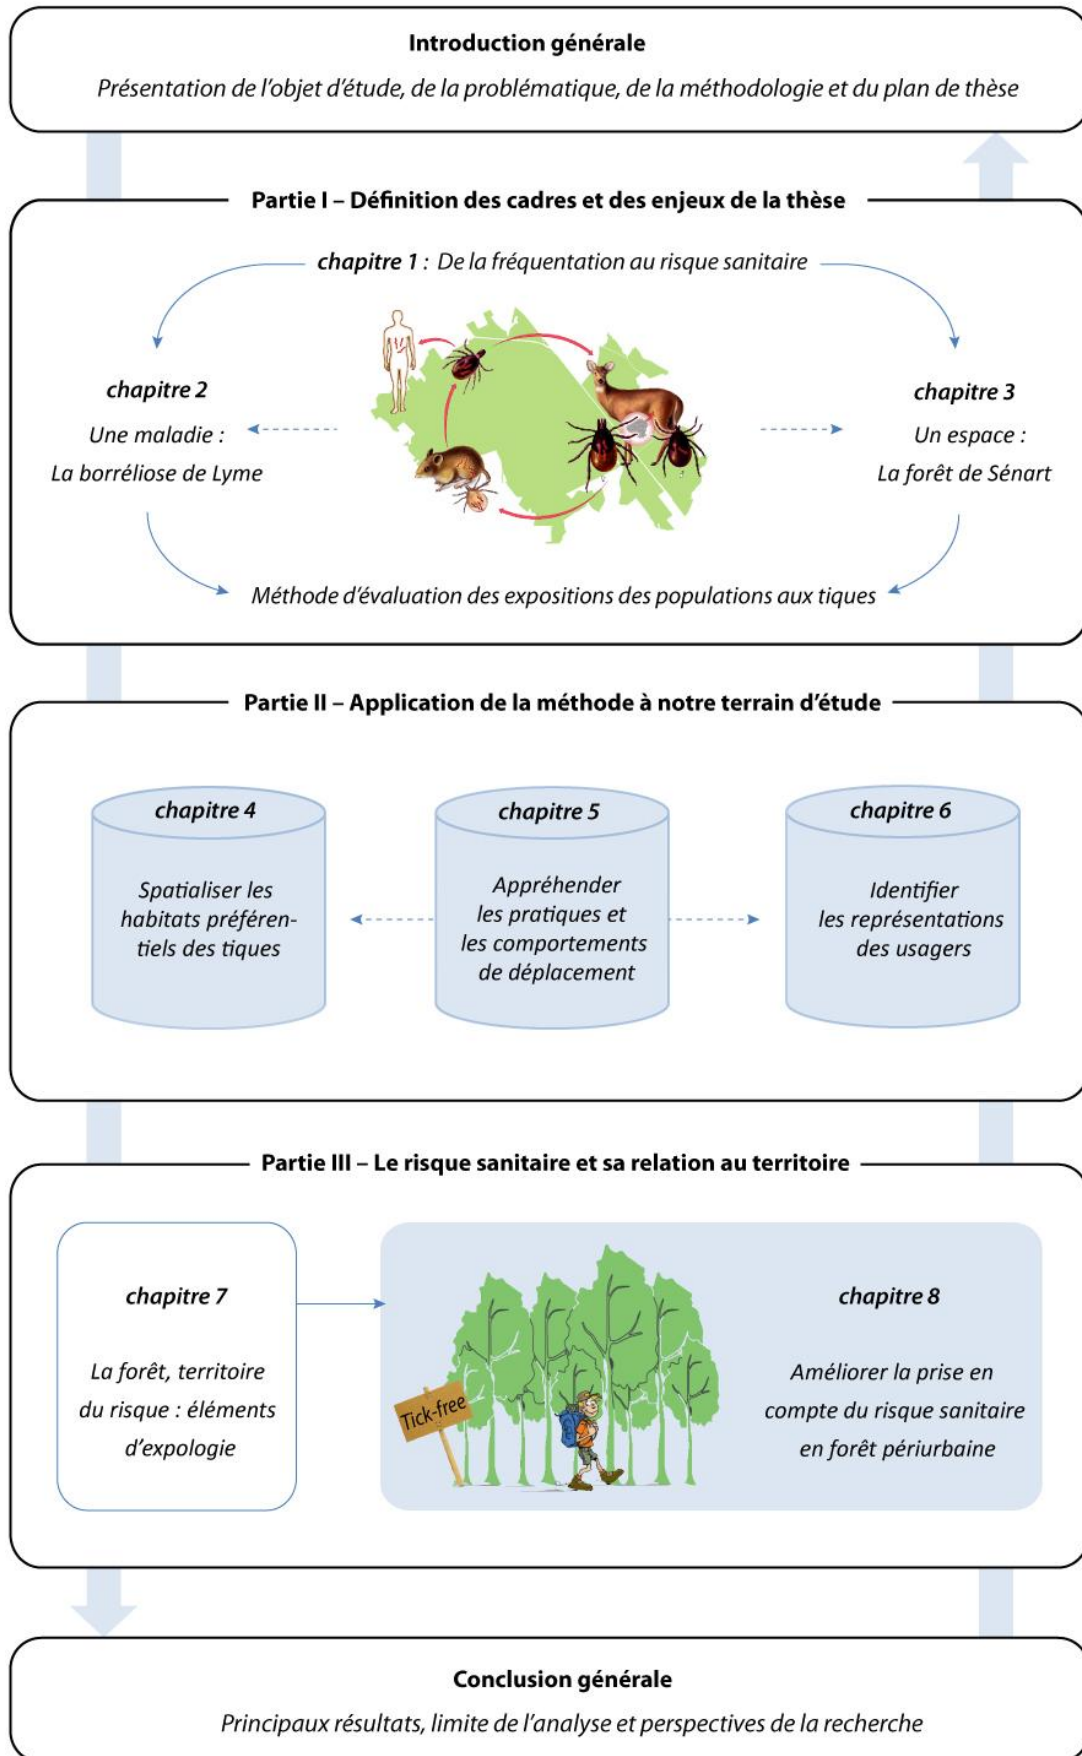 Introduction générale
Présentation de l'objet d'étude, de la problématique, de la méthodologie et du plan de thèse
Partie I – Définition des cadres et des enjeux de la thèse
chapitre 1 : De la fréquentation au risque sanitaire
chapitre 2
Une maladie :
La borréliose de Lyme
chapitre 3
Un espace :
La forêt de Sénart
Méthode d'évaluation des expositions des populations aux tiques
Partie II – Application de la méthode à notre terrain d'étude
chapitre 4
Spatialiser les
habitats préféren-
tiels des tiques
chapitre 5
Appréhender
les pratiques et
les comportements
de déplacement
chapitre 6
Identifier
les représentations
des usagers
Partie III – Le risque sanitaire et sa relation au territoire
chapitre 7
La forêt, territoire
du risque : éléments
d'expologie
Tick-free
chapitre 8
Améliorer la prise en
compte du risque sanitaire
en forêt périurbaine
Conclusion générale
Principaux résultats, limite de l'analyse et perspectives de la recherche